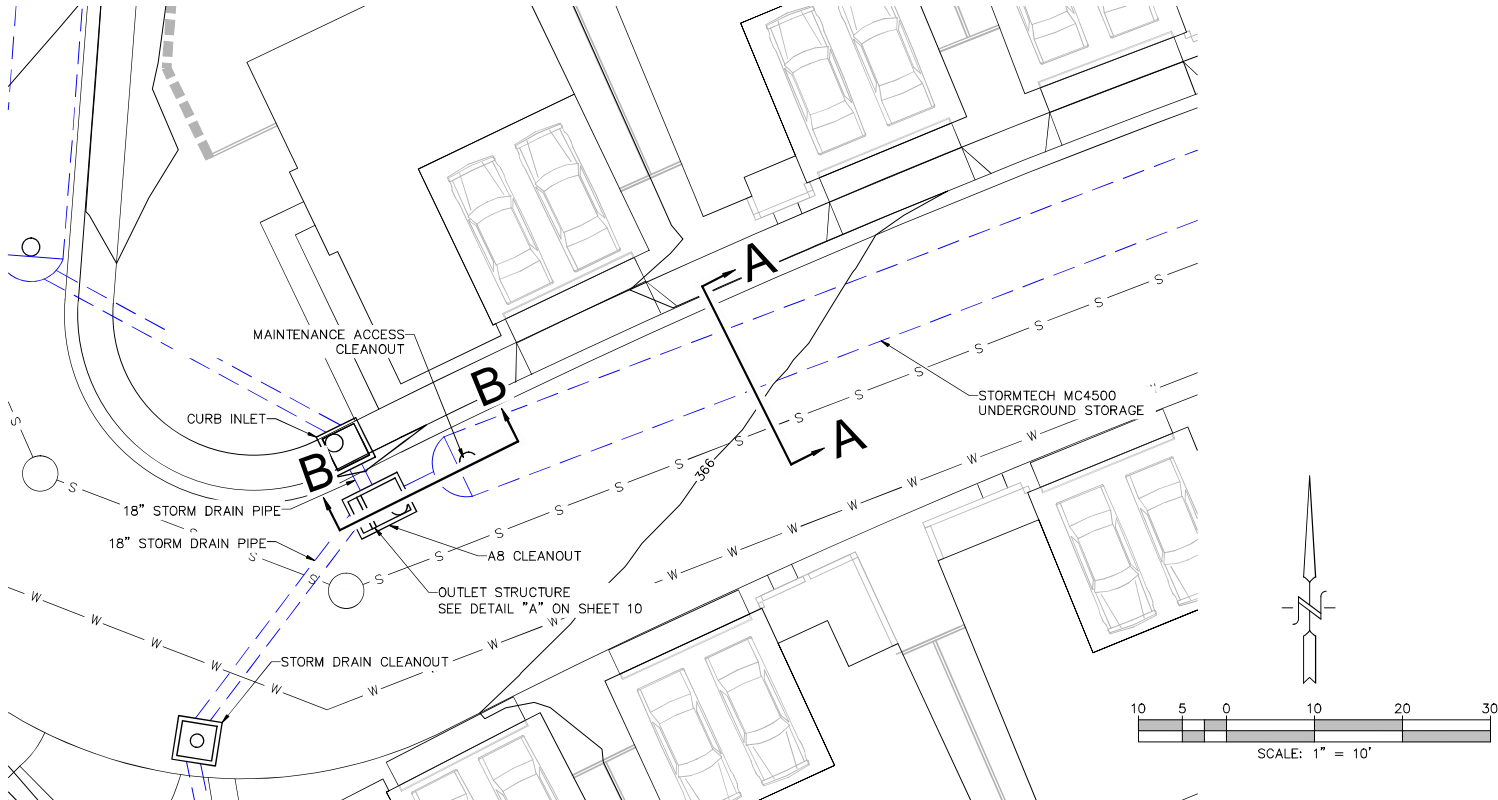 A
MAINTENANCE ACCESS
CLEANOUT
B
CURB INLET
STORMTECH MC4500
UNDERGROUND STORAGE
A
B
366
18" STORM DRAIN PIPE
18" STORM DRAIN PIPE
A8 CLEANOUT
OUTLET STRUCTURE
SEE DETAIL "A" ON SHEET 10
STORM DRAIN CLEANOUT
S S S S S S S S S S S S S S S
W W W W W W W W W W W W W W W
N
10 5 0 10 20 30
SCALE: 1" = 10'